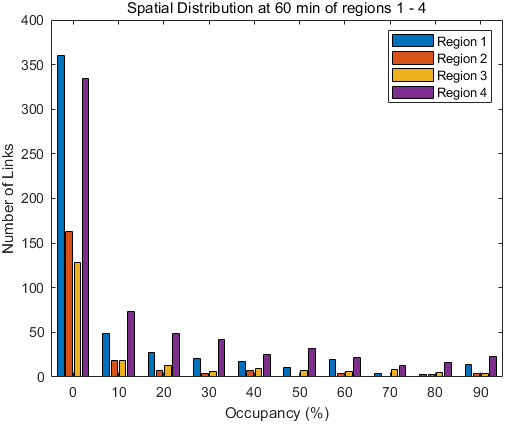 Spatial Distribution at 60 min of regions 1 - 4
400
350
300
250
200
150
100
50
0
Number of Links
Region 1
Region 2
Region 3
Region 4
0 10 20 30 40 50 60 70 80 90
Occupancy (%)